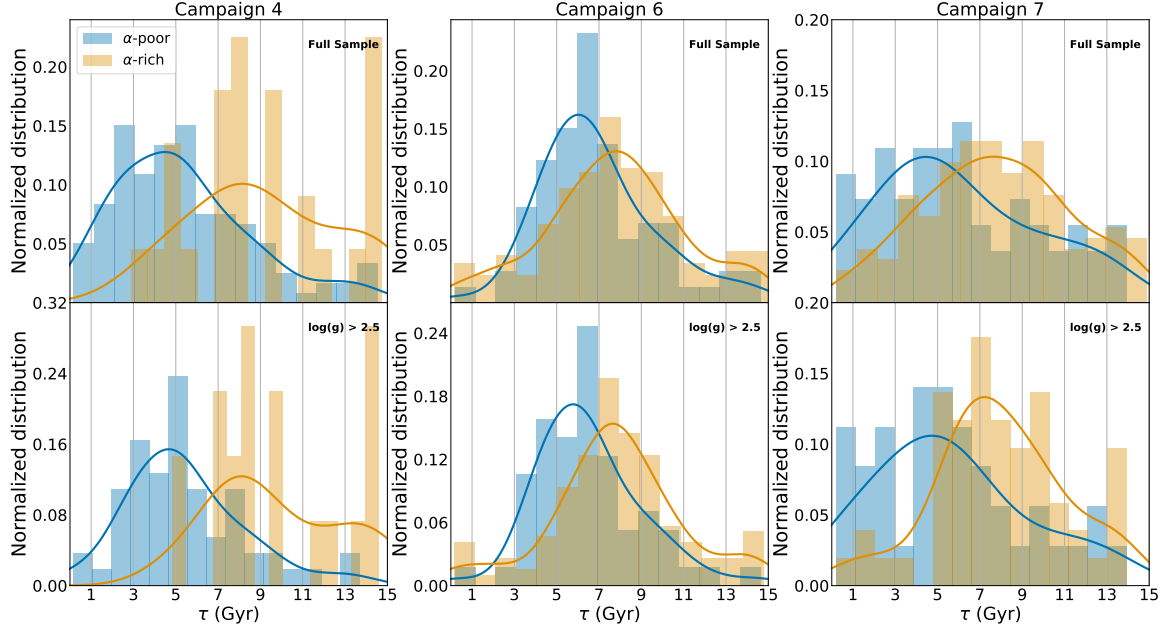 Campaign 4
Campaign 6
Campaign 7
Normalized distribution
0.20
0.15
0.10
0.05
α-poor
α-rich
Full Sample
Normalized distribution
0.20
0.15
0.10
0.05
Full Sample
Normalized distribution
0.20
0.15
0.10
0.05
Full Sample
Normalized distribution
0.32
0.24
0.16
0.08
0.00
log(g) > 2.5
1 3 5 7 9 11 13 15
τ (Gyr)
Normalized distribution
0.24
0.18
0.12
0.06
0.00
log(g) > 2.5
1 3 5 7 9 11 13 15
τ (Gyr)
Normalized distribution
0.20
0.15
0.10
0.05
0.00
log(g) > 2.5
1 3 5 7 9 11 13 15
τ (Gyr)